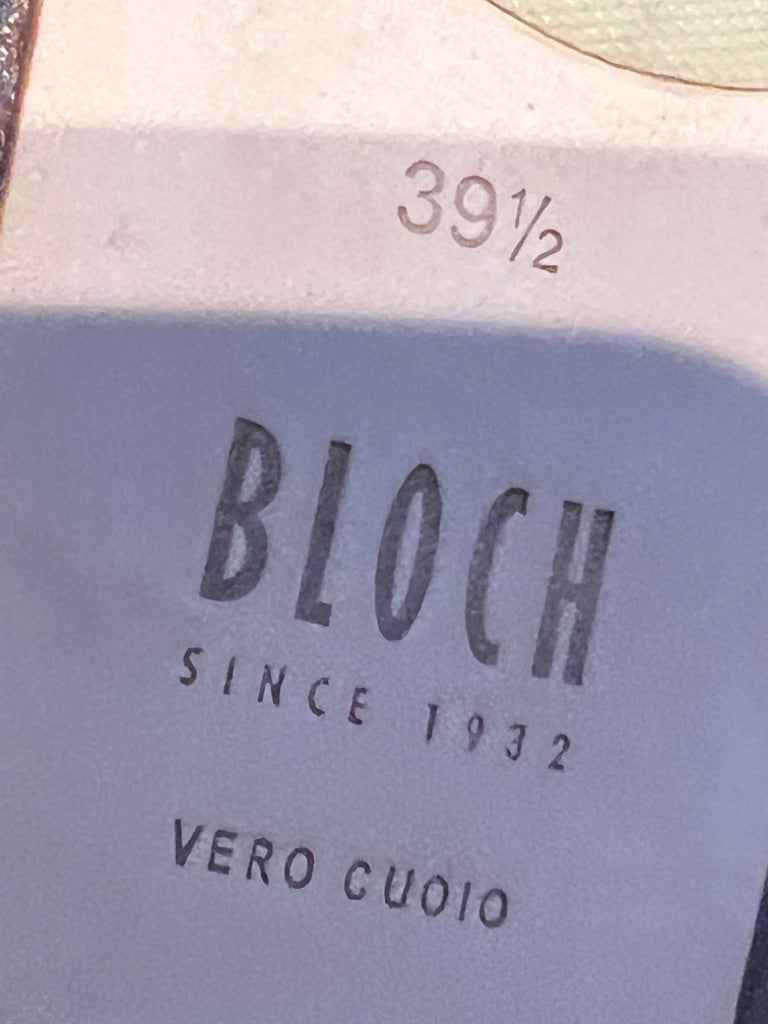 39½
BLOCH
SINCE 1932
VERO CUOIO